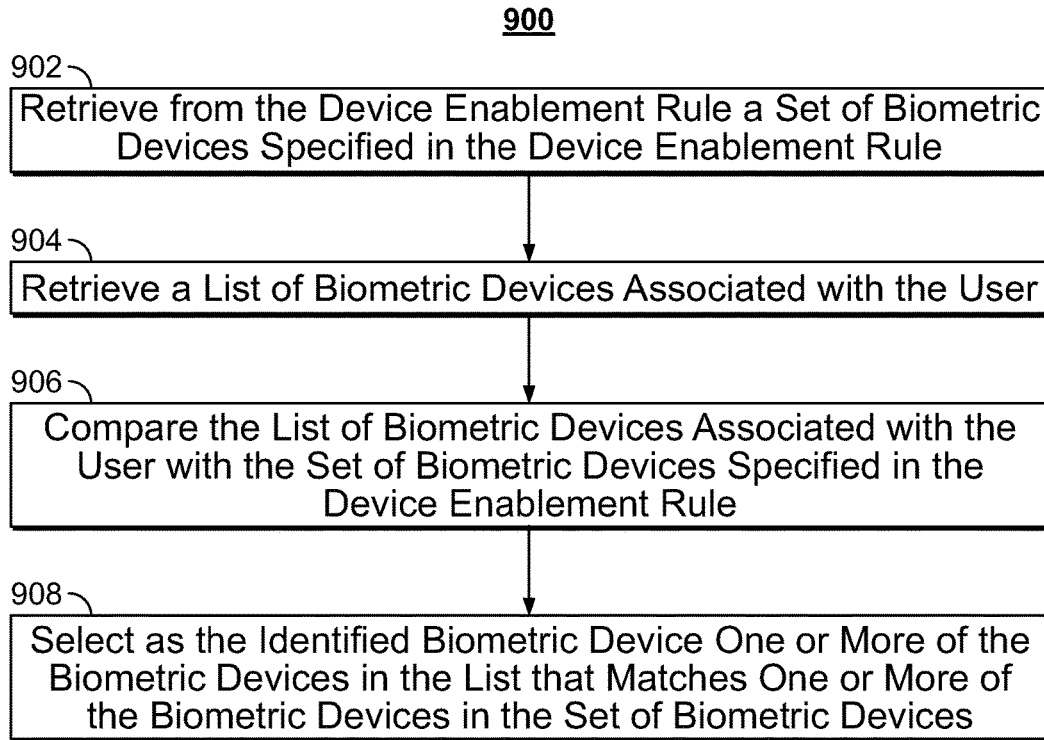 900
902
Retrieve from the Device Enablement Rule a Set of Biometric
Devices Specified in the Device Enablement Rule
904
Retrieve a List of Biometric Devices Associated with the User
906
Compare the List of Biometric Devices Associated with the
User with the Set of Biometric Devices Specified in the
Device Enablement Rule
908
Select as the Identified Biometric Device One or More of the
Biometric Devices in the List that Matches One or More of
the Biometric Devices in the Set of Biometric Devices